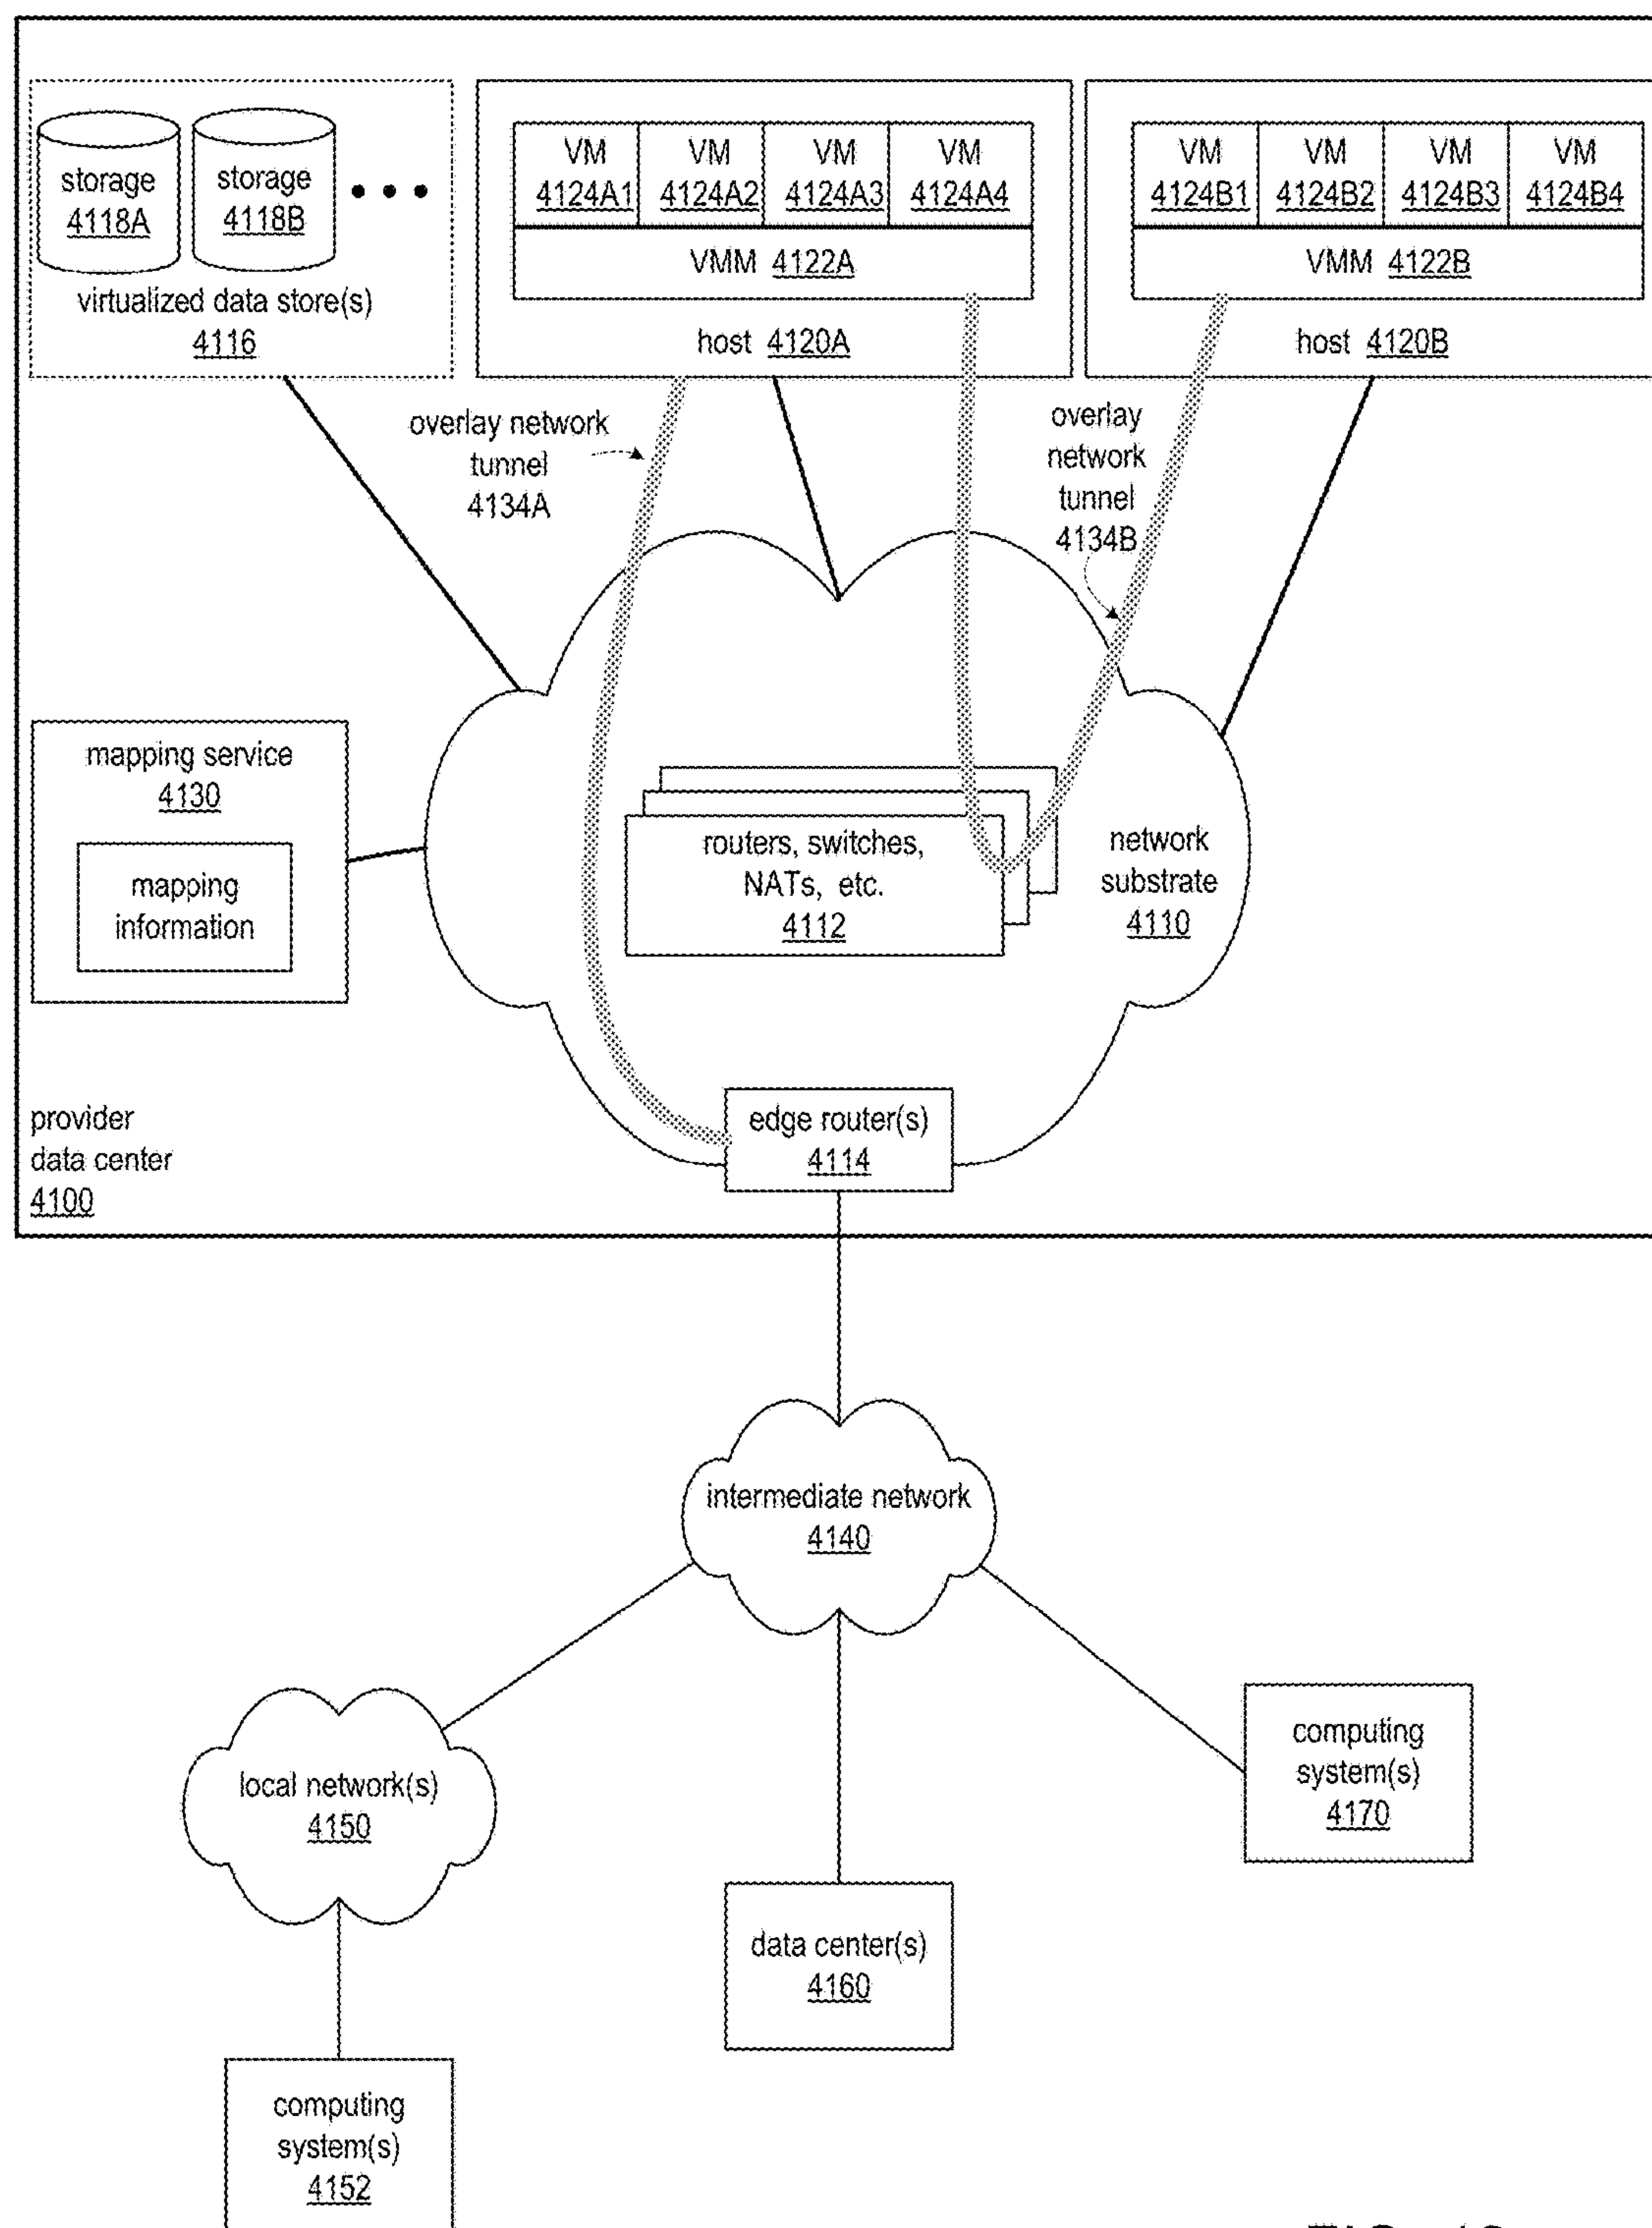 storage
4118A
storage
4118B
virtualized data store(s)
4116
VM
4124A1
VM
4124A2
VM
4124A3
VM
4124A4
VMM 4122A
host 4120A
VM
4124B1
VM
4124B2
VM
4124B3
VM
4124B4
VMM 4122B
host 4120B
overlay network
tunnel
4134A
overlay
network
tunnel
4134B
mapping service
4130
mapping
information
routers, switches,
NATs, etc.
4112
network
substrate
4110
edge router(s)
4114
provider
data center
4100
intermediate network
4140
local network(s)
4150
computing
system(s)
4170
data center(s)
4160
computing
system(s)
4152